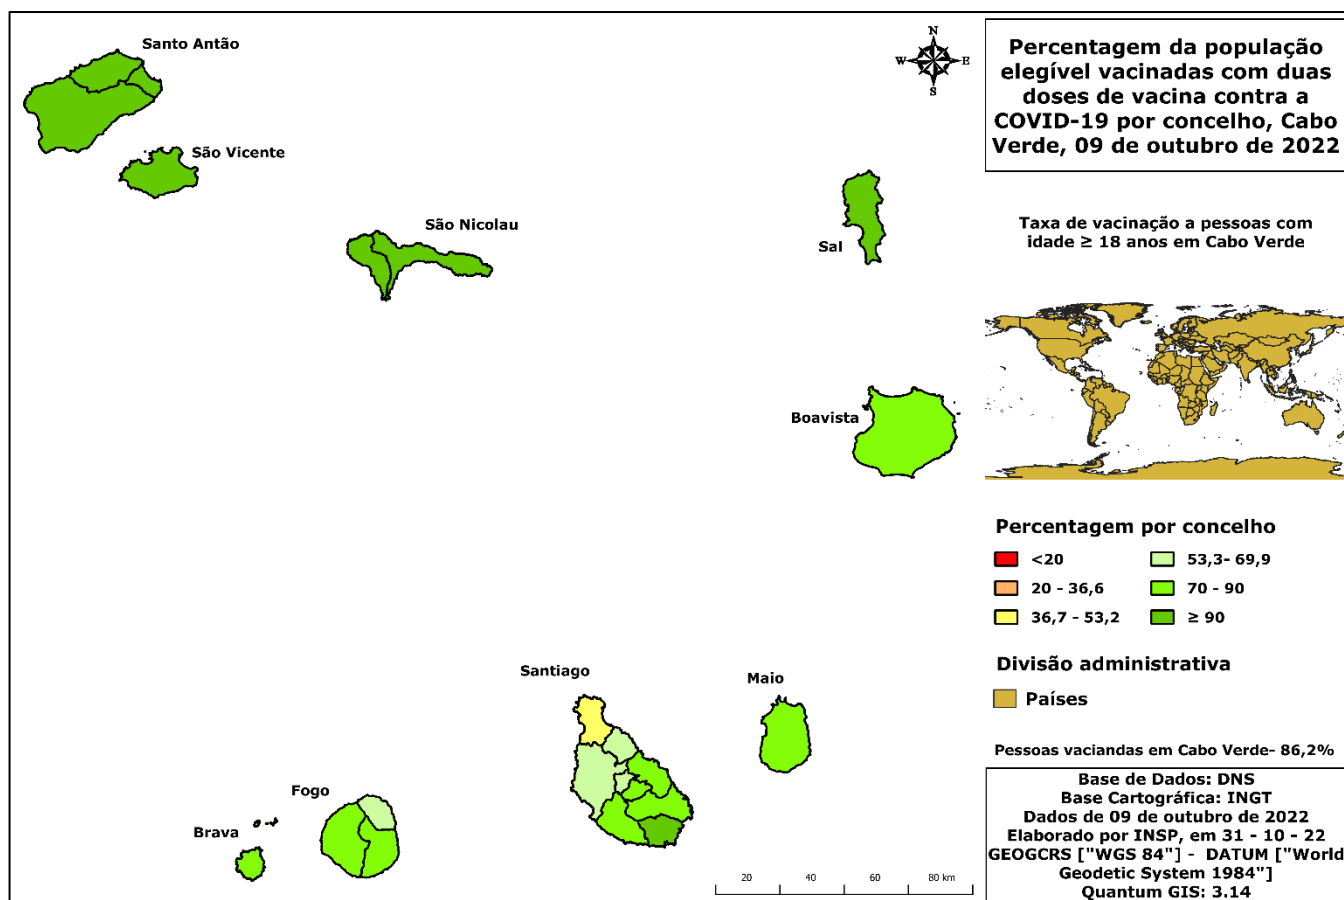 Santo Antão
São Vicente
São Nicolau
Sal
Boavista
Santiago
Maio
Fogo
Brava
N
W
E
S
20 40 60 80 km
Percentagem da população
elegível vacinadas com duas
doses de vacina contra a
COVID-19 por concelho, Cabo
Verde, 09 de outubro de 2022
Taxa de vacinação a pessoas com
idade ≥ 18 anos em Cabo Verde
Percentagem por concelho
<20
20 - 36,6
36,7 - 53,2
53,3- 69,9
70 - 90
≥ 90
Divisão administrativa
Países
Pessoas vaciandas em Cabo Verde- 86,2%
Base de Dados: DNS
Base Cartográfica: INGT
Dados de 09 de outubro de 2022
Elaborado por INSP, em 31 - 10 - 22
GEOGCRS ["WGS 84"] - DATUM ["World
Geodetic System 1984"]
Quantum GIS: 3.14